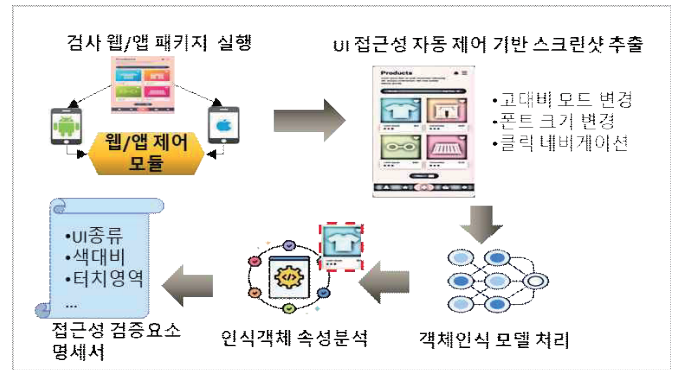 검사 웹/앱 패키지 실행
UI 접근성 자동 제어 기반 스크린샷 추출
Products
웹/앱 제어
모듈
Products
•고대비 모드 변경
•폰트 크기 변경
•클릭 네비게이션
•UI종류
•색대비
•터치영역
...
접근성 검증요소
명세서
인식객체 속성분석
객체인식 모델 처리